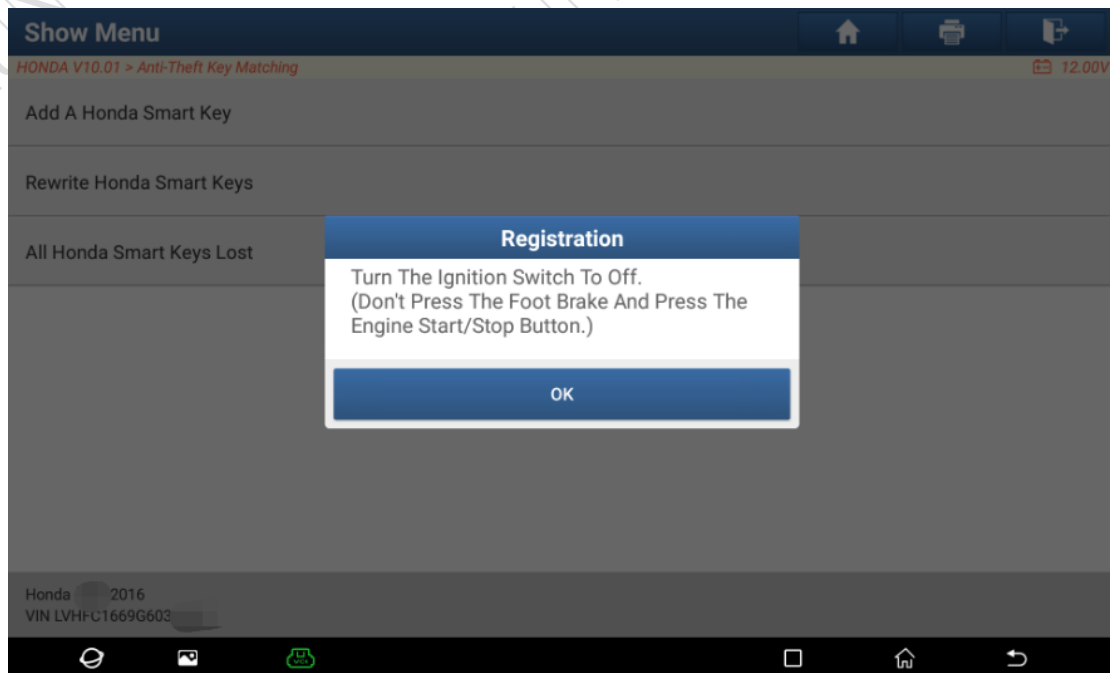 Show Menu
HONDA V10.01 > Anti-Theft Key Matching
12.00V
Add A Honda Smart Key
Rewrite Honda Smart Keys
All Honda Smart Keys Lost
Registration
Turn The Ignition Switch To Off.
(Don't Press The Foot Brake And Press The
Engine Start/Stop Button.)
OK
Honda 2016
VIN LVHFC1669G603
VCI